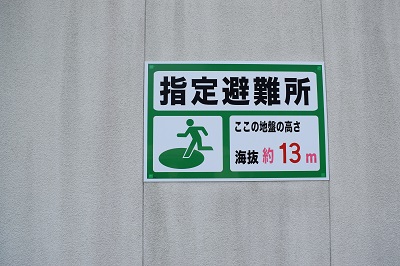 指定避難所
ここの地盤の高さ
海抜 約 13 m